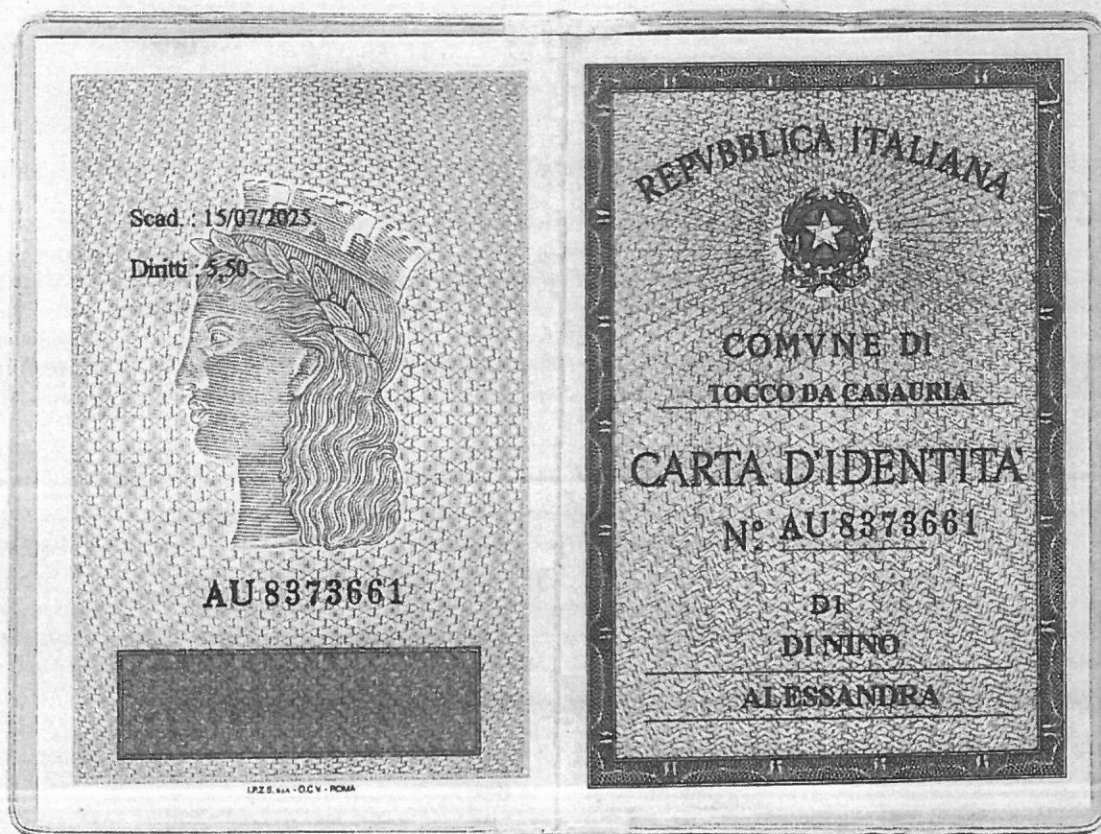 Scad. : 15/07/2025
Diritti : 5,50
AU 8373661
I.P.Z.S. S.p.A. - O.C.V. - ROMA
REPVBBLICA ITALIANA
COMVNE DI
TOCCO DA CASAURIA
CARTA D'IDENTITA'
N° AU 8373661
DI
DI NINO
ALESSANDRA